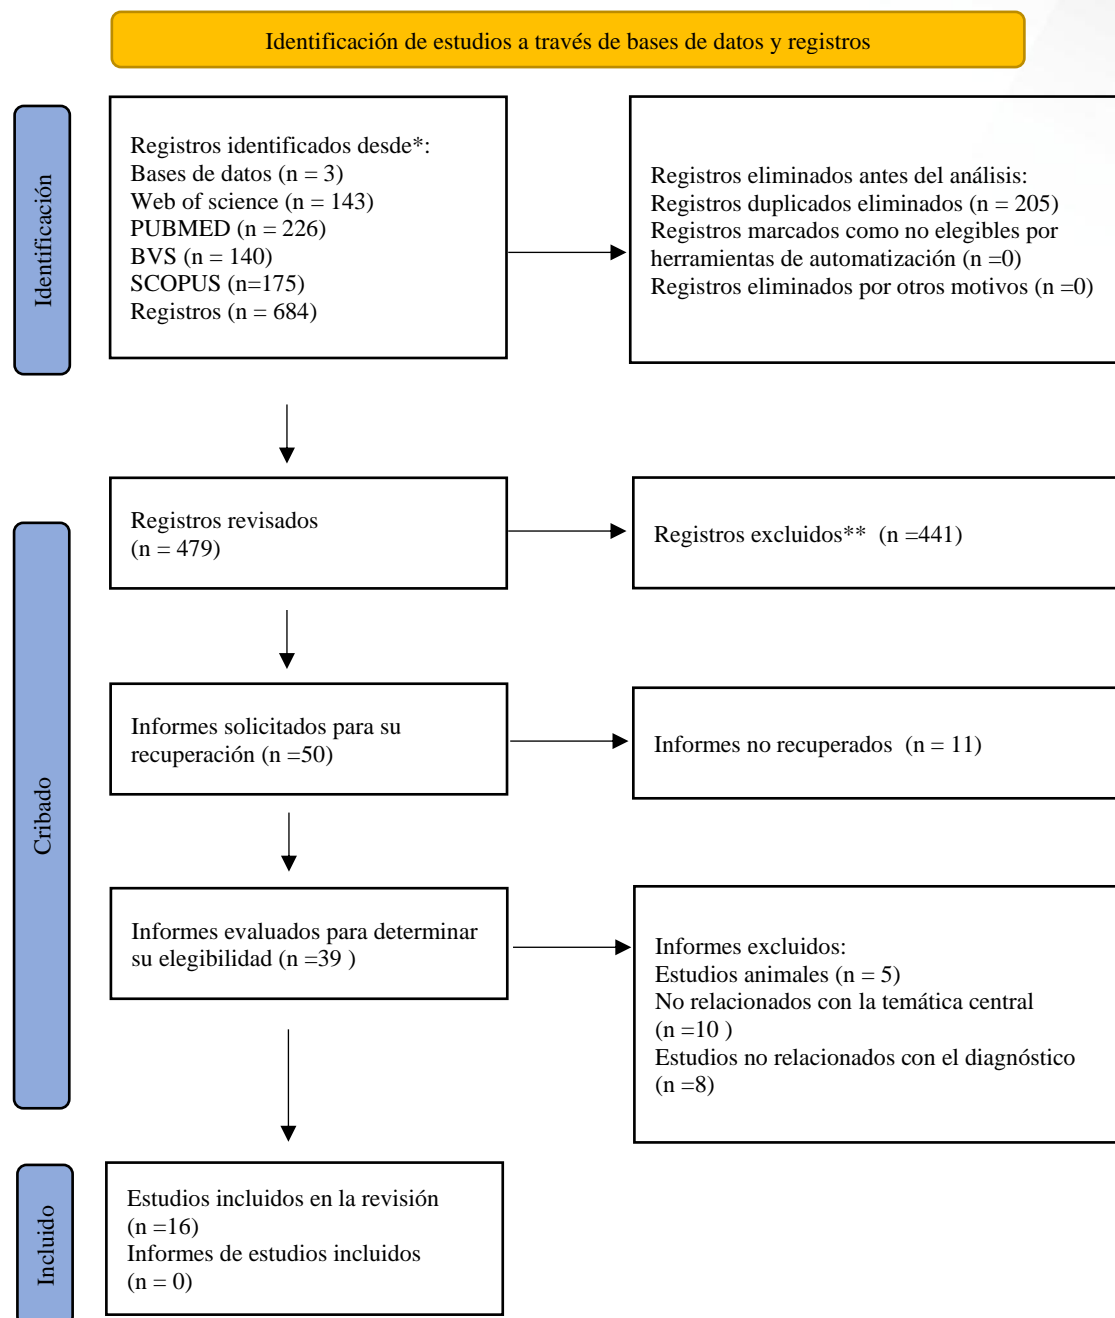 Identificación de estudios a través de bases de datos y registros
Identificación
Registros identificados desde*:
Bases de datos (n = 3)
Web of science (n = 143)
PUBMED (n = 226)
BVS (n = 140)
SCOPUS (n=175)
Registros (n = 684)
Registros eliminados antes del análisis:
Registros duplicados eliminados (n = 205)
Registros marcados como no elegibles por
herramientas de automatización (n =0)
Registros eliminados por otros motivos (n =0)
Cribado
Registros revisados
(n = 479)
Registros excluidos** (n =441)
Informes solicitados para su
recuperación (n =50)
Informes no recuperados (n = 11)
Informes evaluados para determinar
su elegibilidad (n =39 )
Informes excluidos:
Estudios animales (n = 5)
No relacionados con la temática central
(n =10 )
Estudios no relacionados con el diagnóstico
(n =8)
Incluido
Estudios incluidos en la revisión
(n =16)
Informes de estudios incluidos
(n = 0)